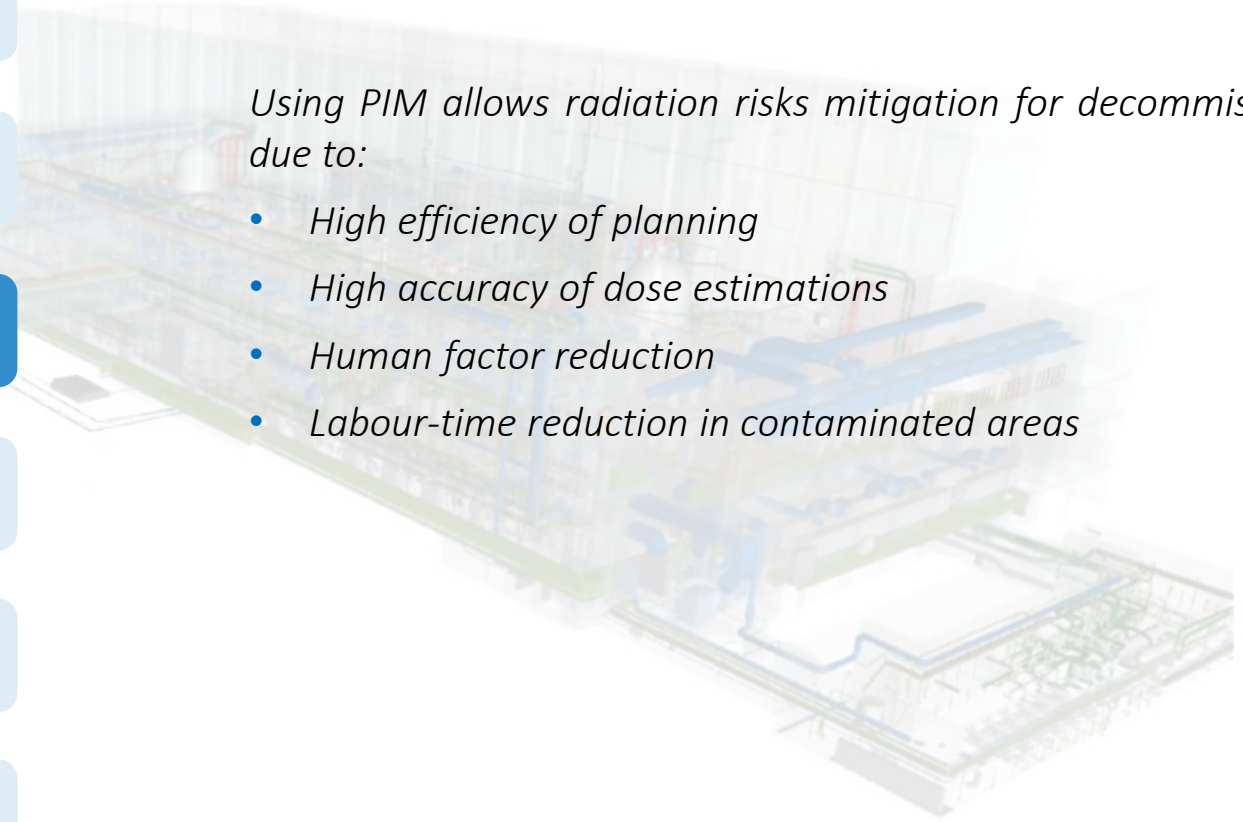 Using PIM allows radiation risks mitigation for decommis
due to:
• High efficiency of planning
• High accuracy of dose estimations
• Human factor reduction
• Labour-time reduction in contaminated areas